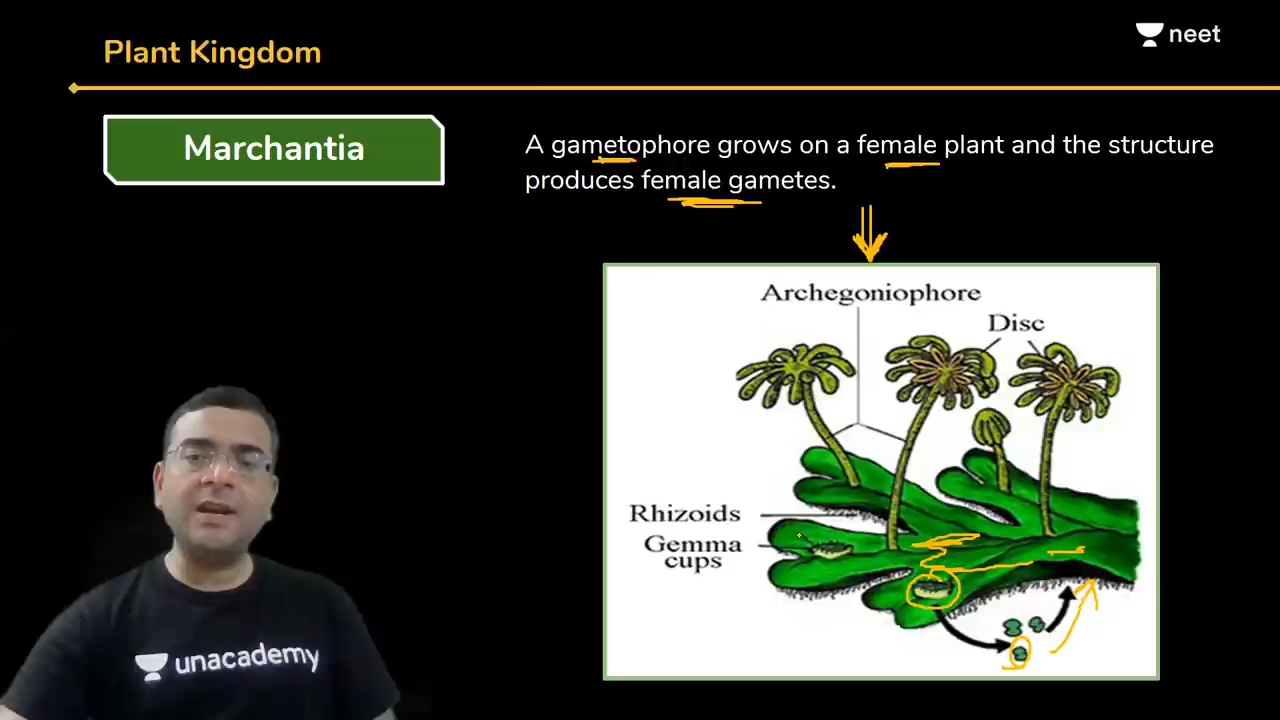 Plant Kingdom
neet
Marchantia
A gametophore grows on a female plant and the structure
produces female gametes.
Archegoniophore
Disc
Rhizoids
Gemma
cups
unacademy